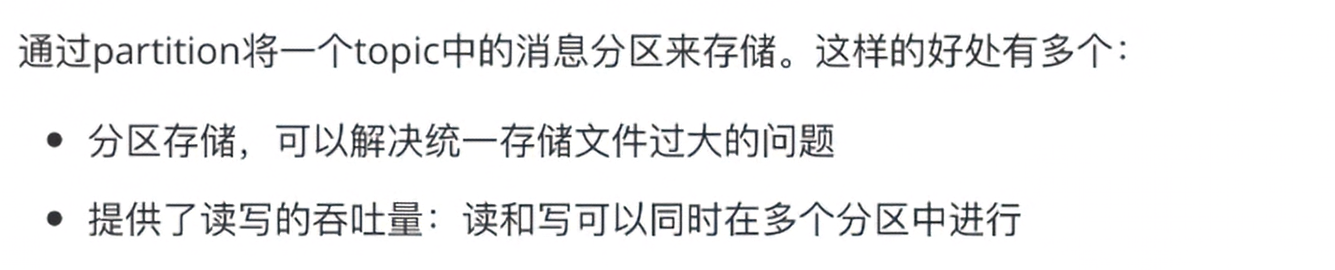 通过partition将一个topic中的消息分区来存储。这样的好处有多个：
• 分区存储，可以解决统一存储文件过大的问题
• 提供了读写的吞吐量：读和写可以同时在多个分区中进行